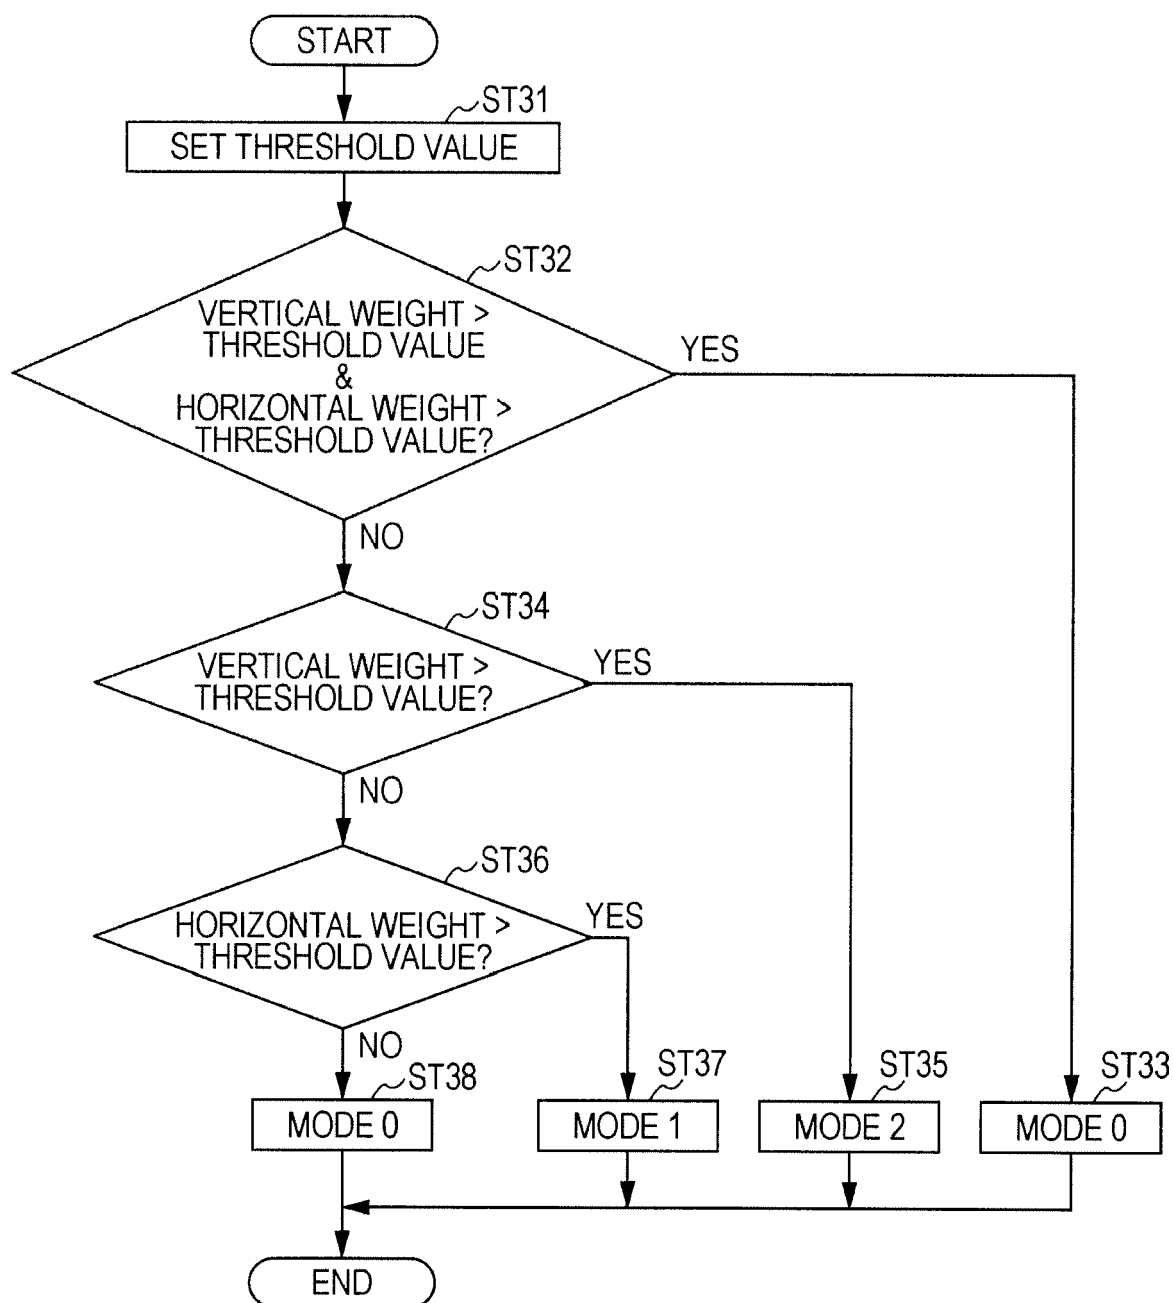 START
ST31
SET THRESHOLD VALUE
ST32
VERTICAL WEIGHT >
THRESHOLD VALUE
&
HORIZONTAL WEIGHT >
THRESHOLD VALUE?
YES
NO
ST34
VERTICAL WEIGHT >
THRESHOLD VALUE?
YES
NO
ST36
HORIZONTAL WEIGHT >
THRESHOLD VALUE?
YES
NO
ST38
MODE 0
ST37
MODE 1
ST35
MODE 2
ST33
MODE 0
END